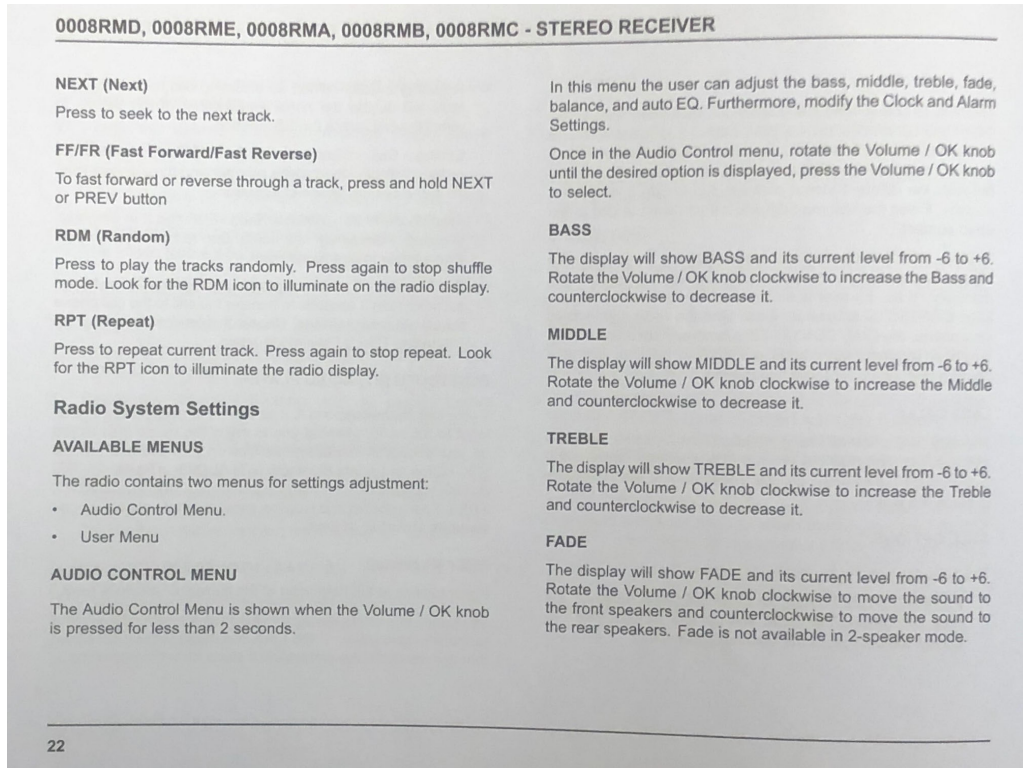 0008RMD, 0008RME, 0008RMA, 0008RMB, 0008RMC - STEREO RECEIVER
NEXT (Next)
Press to seek to the next track.
FF/FR (Fast Forward/Fast Reverse)
To fast forward or reverse through a track, press and hold NEXT
or PREV button
RDM (Random)
Press to play the tracks randomly. Press again to stop shuffle
mode. Look for the RDM icon to illuminate on the radio display.
RPT (Repeat)
Press to repeat current track. Press again to stop repeat. Look
for the RPT icon to illuminate the radio display.
Radio System Settings
AVAILABLE MENUS
The radio contains two menus for settings adjustment:
• Audio Control Menu.
• User Menu
AUDIO CONTROL MENU
The Audio Control Menu is shown when the Volume / OK knob
is pressed for less than 2 seconds.
In this menu the user can adjust the bass, middle, treble, fade,
balance, and auto EQ. Furthermore, modify the Clock and Alarm
Settings.
Once in the Audio Control menu, rotate the Volume / OK knob
until the desired option is displayed, press the Volume / OK knob
to select.
BASS
The display will show BASS and its current level from -6 to +6.
Rotate the Volume / OK knob clockwise to increase the Bass and
counterclockwise to decrease it.
MIDDLE
The display will show MIDDLE and its current level from -6 to +6.
Rotate the Volume / OK knob clockwise to increase the Middle
and counterclockwise to decrease it.
TREBLE
The display will show TREBLE and its current level from -6 to +6.
Rotate the Volume / OK knob clockwise to increase the Treble
and counterclockwise to decrease it.
FADE
The display will show FADE and its current level from -6 to +6.
Rotate the Volume / OK knob clockwise to move the sound to
the front speakers and counterclockwise to move the sound to
the rear speakers. Fade is not available in 2-speaker mode.
22